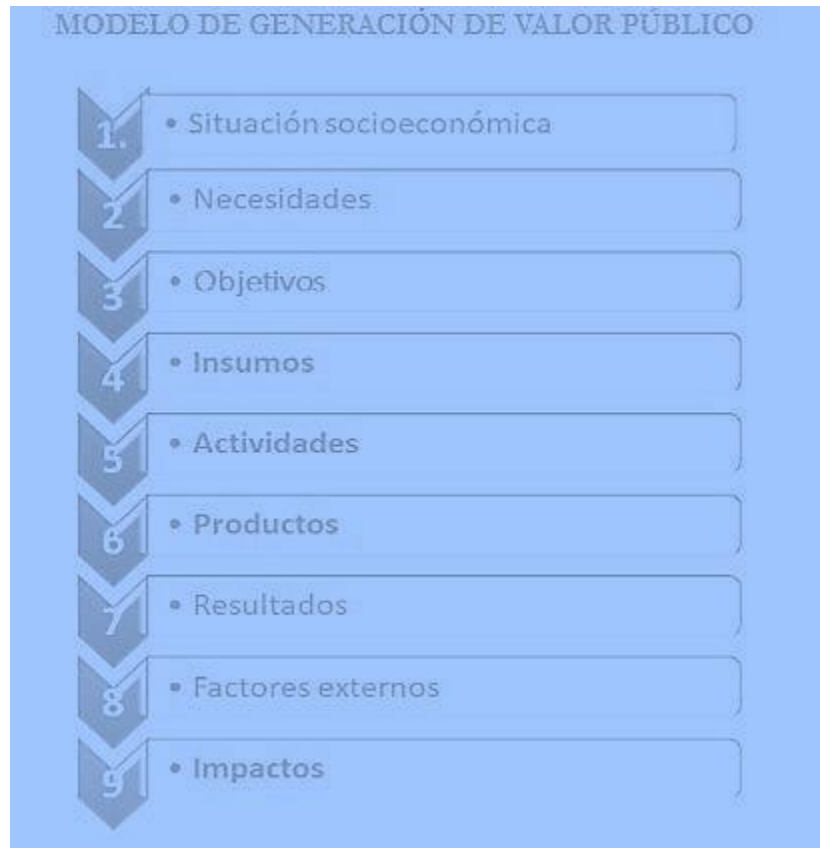 MODELO DE GENERACIÓN DE VALOR PÚBLICO
1. • Situación socioeconómica
2 • Necesidades
3 • Objetivos
4 • Insumos
5 • Actividades
6 • Productos
7 • Resultados
8 • Factores externos
9 • Impactos